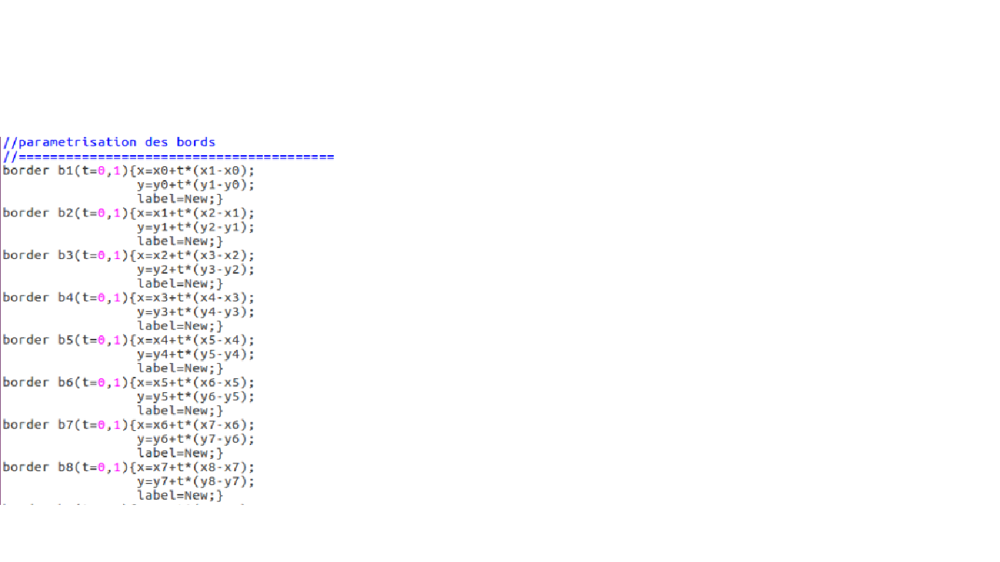 //parametrisation des bords
//========================================
border b1(t=0,1){x=x0+t*(x1-x0);
y=y0+t*(y1-y0);
label=New;}
border b2(t=0,1){x=x1+t*(x2-x1);
y=y1+t*(y2-y1);
label=New;}
border b3(t=0,1){x=x2+t*(x3-x2);
y=y2+t*(y3-y2);
label=New;}
border b4(t=0,1){x=x3+t*(x4-x3);
y=y3+t*(y4-y3);
label=New;}
border b5(t=0,1){x=x4+t*(x5-x4);
y=y4+t*(y5-y4);
label=New;}
border b6(t=0,1){x=x5+t*(x6-x5);
y=y5+t*(y6-y5);
label=New;}
border b7(t=0,1){x=x6+t*(x7-x6);
y=y6+t*(y7-y6);
label=New;}
border b8(t=0,1){x=x7+t*(x8-x7);
y=y7+t*(y8-y7);
label=New;}